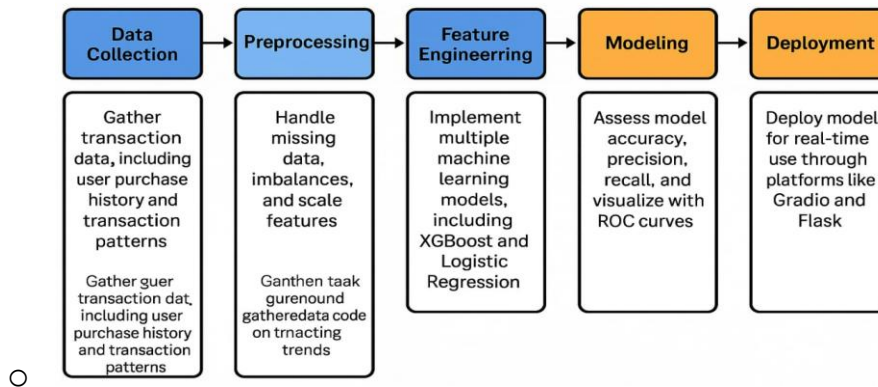 Data
Collection
Preprocessing
Feature
Engineerring
Modeling
Deployment
Gather
transaction
data, including
user purchase
history and
transaction
patterns
Gather guer
transaction dat.
including user
purchase history
and transaction
patterns
Handle
missing
data,
imbalances,
and scale
features
Ganthen taak
gurenound
gatheredata code
on trnacting
trends
Implement
multiple
machine
learning
models,
including
XGBoost and
Logistic
Regression
Assess model
accuracy,
precision,
recall, and
visualize with
ROC curves
Deploy model
for real-time
use through
platforms like
Gradio and
Flask